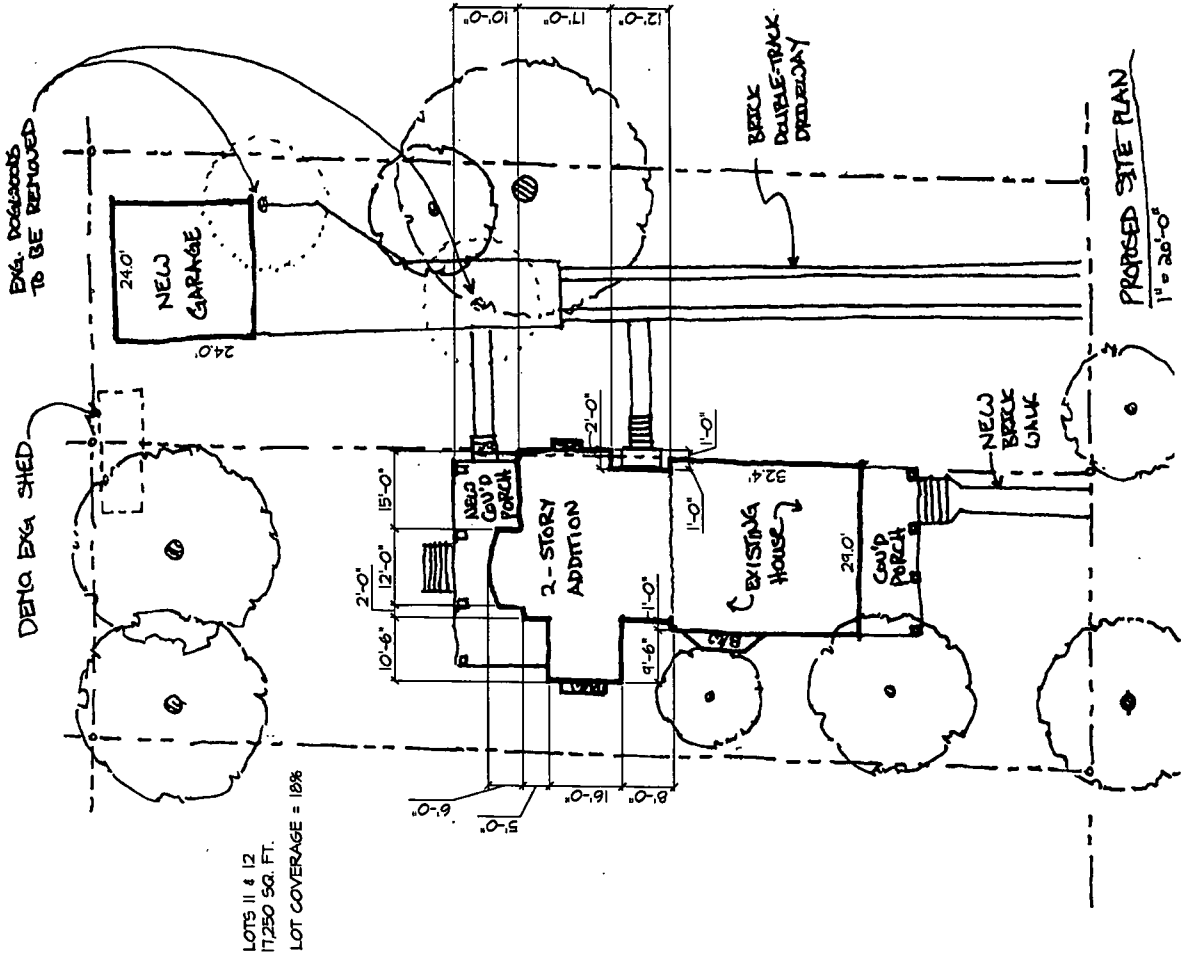 EXG. DOGWOODS
TO BE REMOVED
DEMO EXG SHED
24.0'
NEW
GARAGE
24.0'
10'-0"
17'-0"
12'-0"
BRICK
DOUBLE-TRACK
DRIVEWAY
PROPOSED SITE PLAN
1" = 20'-0"
2'-0"
10'-6"
12'-0"
15'-0"
NEW
COV'D
PORCH
2-STORY
ADDITION
2'-0"
1'-0"
1'-0"
1'-0"
9'-6"
32.4'
EXISTING
HOUSE
29.0'
COV'D
PORCH
NEW
BRICK
WALK
6'-0"
5'-0"
16'-0"
8'-0"
LOTS 11 & 12
17,250 SQ. FT.
LOT COVERAGE = 18%